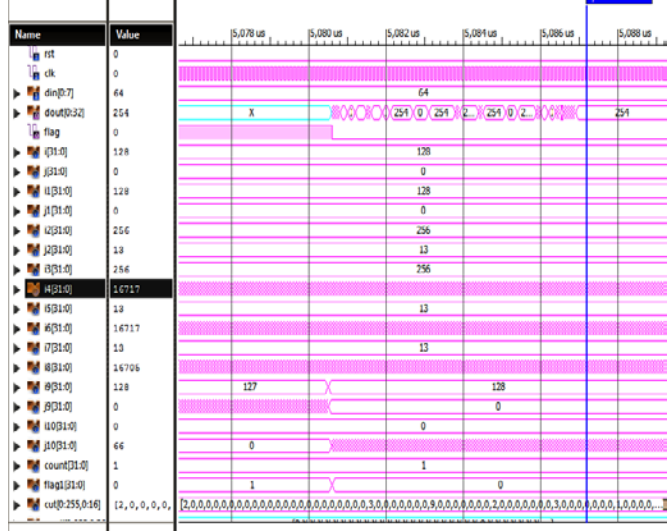 5,078 us 5,080 us 5,082 us 5,084 us 5,086 us 5,088 us
Name Value
rst 0
clk 0
din[0:7] 64 64
dout[0:32] 254 X 254 0 254 2... 254 0 2... 254
flag 0
i[31:0] 128 128
j[31:0] 0 0
i1[31:0] 128 128
j1[31:0] 0 0
i2[31:0] 256 256
j2[31:0] 13 13
i3[31:0] 256 256
i4[31:0] 16717
i5[31:0] 13 13
i6[31:0] 16717
i7[31:0] 13 13
i8[31:0] 16706
i9[31:0] 128 127 128
j9[31:0] 0 0
i10[31:0] 0 0
j10[31:0] 66 0
count[31:0] 1 1
flag1[31:0] 0 1 0
cut[0:255,0:16] [2,0,0,0,0,